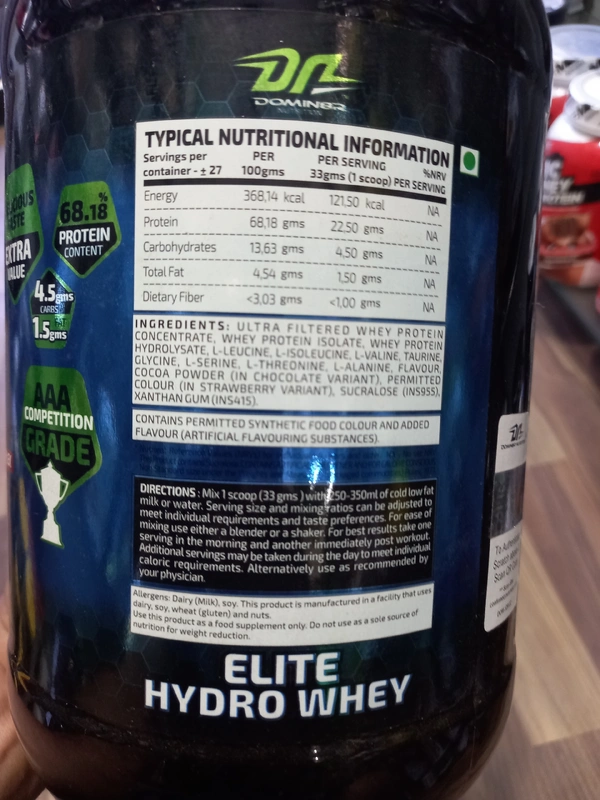 DOMIN8R
NUTRITION
TYPICAL NUTRITIONAL INFORMATION
Servings per container - ± 27 PER 100gms PER SERVING 33gms (1 scoop) %NRV PER SERVING
Energy 368,14 kcal 121,50 kcal NA
Protein 68,18 gms 22,50 gms NA
Carbohydrates 13,63 gms 4,50 gms NA
Total Fat 4,54 gms 1,50 gms NA
Dietary Fiber <3,03 gms <1,00 gms NA
INGREDIENTS: ULTRA FILTERED WHEY PROTEIN
CONCENTRATE, WHEY PROTEIN ISOLATE, WHEY PROTEIN
HYDROLYSATE, L-LEUCINE, L-ISOLEUCINE, L-VALINE, TAURINE,
GLYCINE, L-SERINE, L-THREONINE, L-ALANINE, FLAVOUR,
COCOA POWDER (IN CHOCOLATE VARIANT), PERMITTED
COLOUR (IN STRAWBERRY VARIANT), SUCRALOSE (INS955),
XANTHAN GUM (INS415).
CONTAINS PERMITTED SYNTHETIC FOOD COLOUR AND ADDED
FLAVOUR (ARTIFICIAL FLAVOURING SUBSTANCES).
DIRECTIONS : Mix 1 scoop (33 gms ) with 250-350ml of cold low fat
milk or water. Serving size and mixing ratios can be adjusted to
meet individual requirements and taste preferences. For ease of
mixing use either a blender or a shaker. For best results take one
serving in the morning and another immediately post workout.
Additional servings may be taken during the day to meet individual
caloric requirements. Alternatively use as recommended by
your physician.
Allergens: Dairy (Milk), soy. This product is manufactured in a facility that uses
dairy, soy, wheat (gluten) and nuts.
Use this product as a food supplement only. Do not use as a sole source of
nutrition for weight reduction.
ELITE
HYDRO WHEY
EXTRA
VALUE
68.18%
PROTEIN
CONTENT
4.5gms
CARBS
1.5gms
AAA
COMPETITION
GRADE